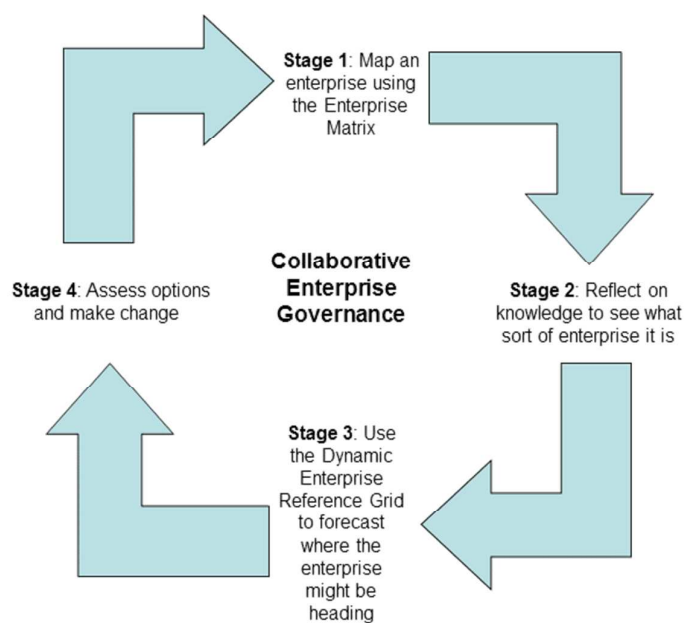 Stage 1: Map an
enterprise using
the Enterprise
Matrix
Collaborative
Enterprise
Governance
Stage 4: Assess options
and make change
Stage 2: Reflect on
knowledge to see what
sort of enterprise it is
Stage 3: Use
the Dynamic
Enterprise
Reference Grid
to forecast
where the
enterprise
might be
heading